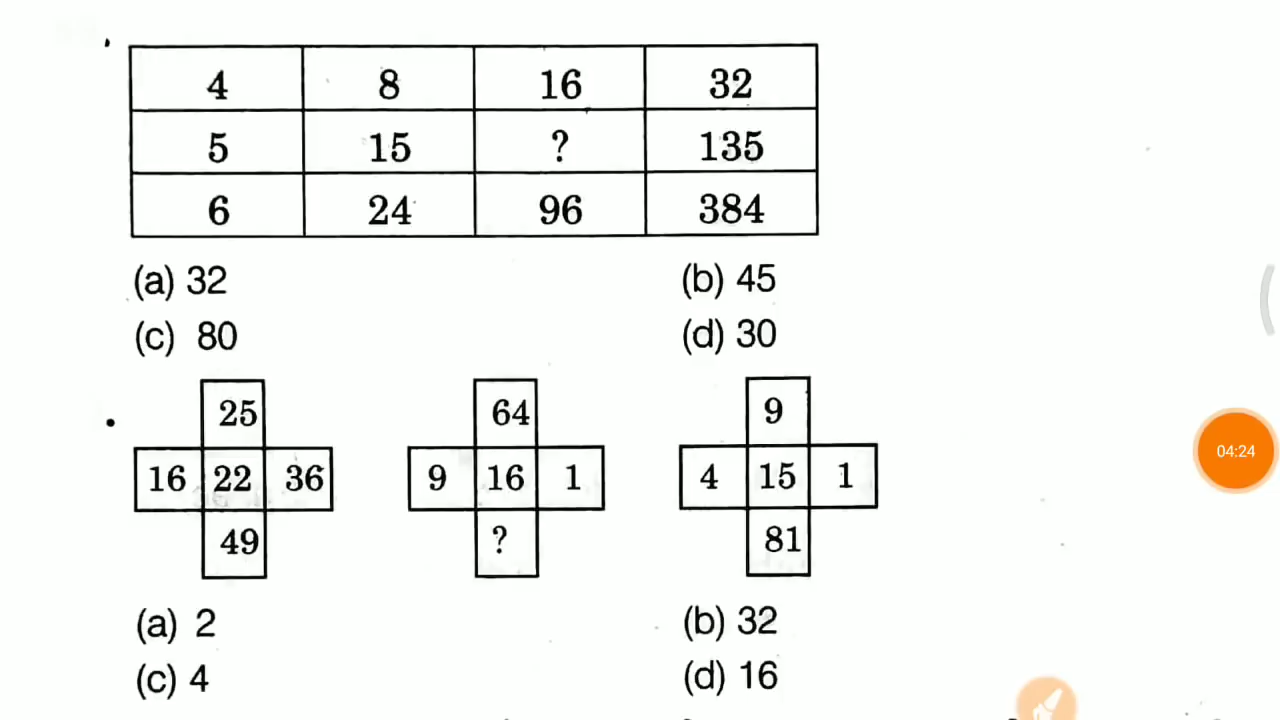 4 8 16 32
5 15 ? 135
6 24 96 384
(a) 32 (b) 45
(c) 80 (d) 30
25 64 9
16 22 36 9 16 1 4 15 1
49 ? 81
(a) 2 (b) 32
(c) 4 (d) 16
04:24